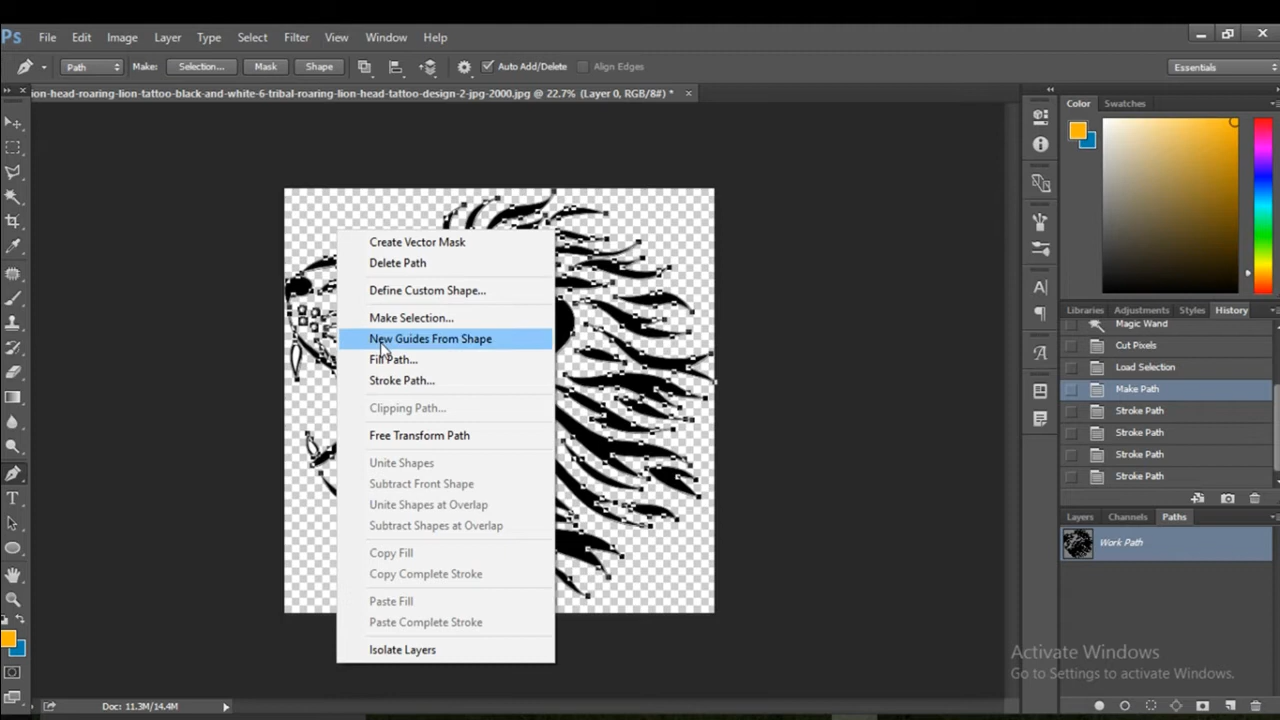 Ps File Edit Image Layer Type Select Filter View Window Help
Path Make: Selection... Mask Shape Auto Add/Delete Align Edges Essentials
ion-head-roaring-lion-tattoo-black-and-white-6-tribal-roaring-lion-head-tattoo-design-2-jpg-2000.jpg @ 22.7% (Layer 0, RGB/8#) *
Color Swatches
Create Vector Mask
Delete Path
Define Custom Shape...
Make Selection...
New Guides From Shape
Fill Path...
Stroke Path...
Clipping Path...
Free Transform Path
Unite Shapes
Subtract Front Shape
Unite Shapes at Overlap
Subtract Shapes at Overlap
Copy Fill
Copy Complete Stroke
Paste Fill
Paste Complete Stroke
Isolate Layers
Libraries Adjustments Styles History
Magic Wand
Cut Pixels
Load Selection
Make Path
Stroke Path
Stroke Path
Stroke Path
Stroke Path
Layers Channels Paths
Work Path
Activate Windows
Go to Settings to activate Windows.
Doc: 11.3M/14.4M